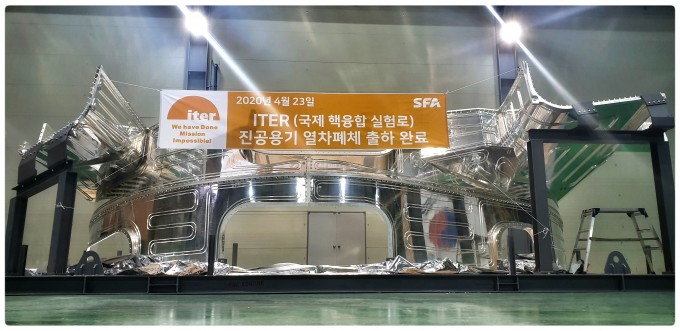 2020년 4월 23일
SFA
iter
We have Done
Mission
Impossible!
ITER (국제 핵융합 실험로)
진공용기 열차폐체 출하 완료